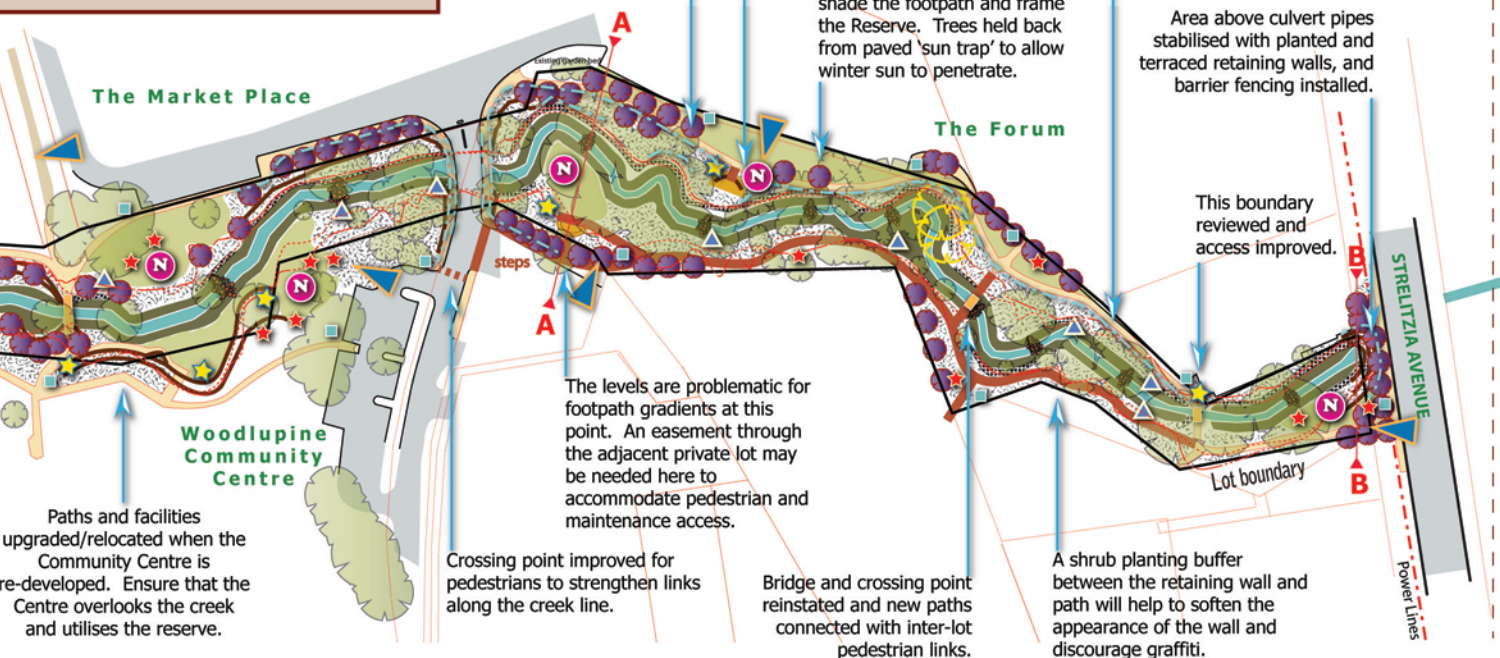 shade the footpath and frame
the Reserve.  Trees held back
from paved 'sun trap' to allow
winter sun to penetrate.
Area above culvert pipes
stabilised with planted and
terraced retaining walls, and
barrier fencing installed.
A
Existing garden bed
The Market Place
The Forum
N
N
N
N
N
This boundary
reviewed and
access improved.
B
STRELITZIA AVENUE
steps
A
The levels are problematic for
footpath gradients at this
point.  An easement through
the adjacent private lot may
be needed here to
accommodate pedestrian and
maintenance access.
Woodlupine
Community
Centre
Lot boundary
B
Paths and facilities
upgraded/relocated when the
Community Centre is
re-developed.  Ensure that the
Centre overlooks the creek
and utilises the reserve.
Crossing point improved for
pedestrians to strengthen links
along the creek line.
Bridge and crossing point
reinstated and new paths
connected with inter-lot
pedestrian links.
A shrub planting buffer
between the retaining wall and
path will help to soften the
appearance of the wall and
discourage graffiti.
Power Lines